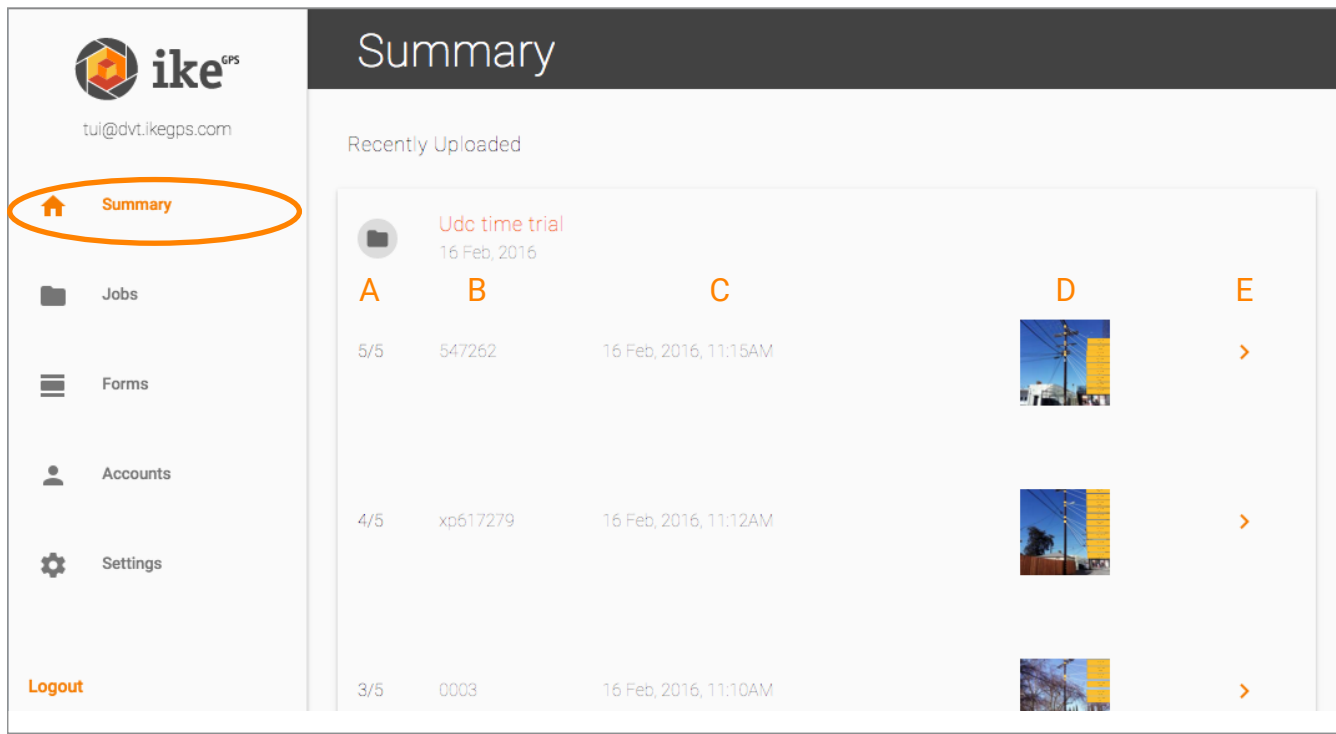 ike GPS
tui@dvt.ikegps.com
Summary
Jobs
Forms
Accounts
Settings
Logout
Summary
Recently Uploaded
Udc time trial
16 Feb, 2016
A B C D E
5/5 547262 16 Feb, 2016, 11:15AM
4/5 xp617279 16 Feb, 2016, 11:12AM
3/5 0003 16 Feb, 2016, 11:10AM